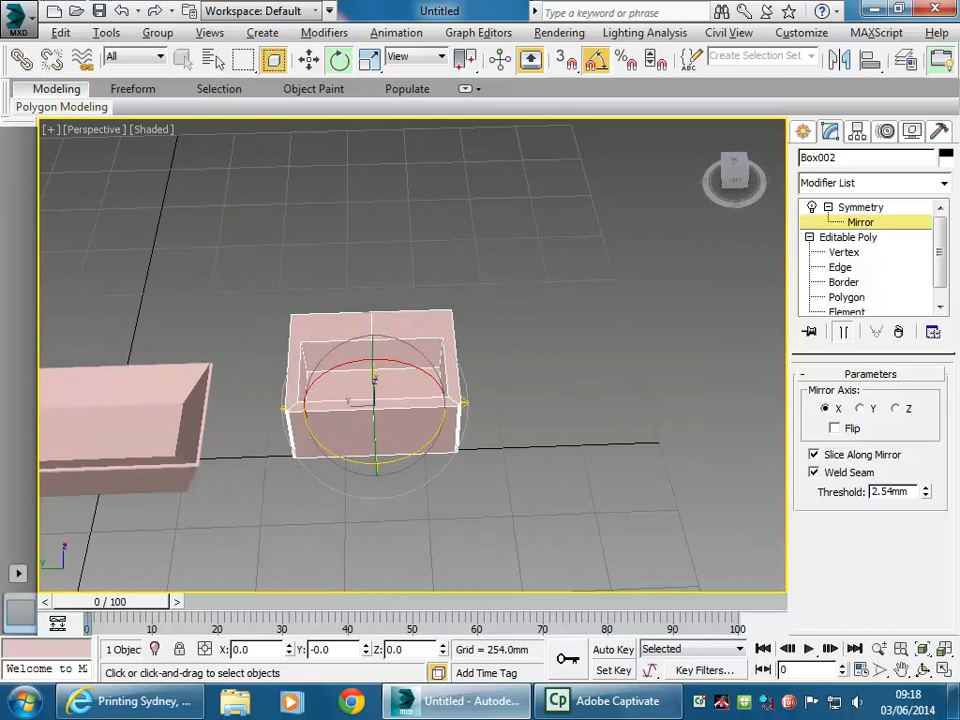 MXD Workspace: Default Untitled Type a keyword or phrase
Edit Tools Group Views Create Modifiers Animation Graph Editors Rendering Lighting Analysis Civil View Customize MAXScript Help
All View 3 % ABC Create Selection Set
Modeling Freeform Selection Object Paint Populate
Polygon Modeling
[+] [Perspective] [Shaded]
Box002
Modifier List
Symmetry
Mirror
Editable Poly
Vertex
Edge
Border
Polygon
Element
Parameters
Mirror Axis:
X Y Z
Flip
Slice Along Mirror
Weld Seam
Threshold: 2.54mm
z
y
z
y
0 / 100
0 10 20 30 40 50 60 70 80 90 100
1 Object X: 0.0 Y: -0.0 Z: 0.0 Grid = 254.0mm Auto Key Selected
Welcome to M Click or click-and-drag to select objects Add Time Tag Set Key Key Filters... 0
Printing Sydney, ... Untitled - Autode... Cp Adobe Captivate 09:18
03/06/2014